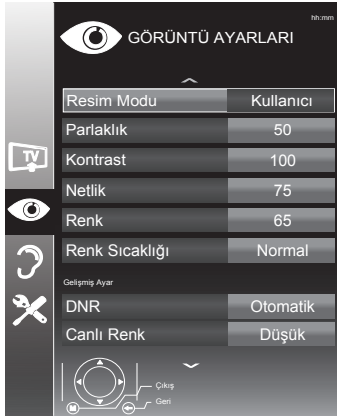 hh:mm
GÖRÜNTÜ AYARLARI
Resim Modu Kullanıcı
Parlaklık 50
Kontrast 100
TV
Netlik 75
Renk 65
Renk Sıcaklığı Normal
Gelişmiş Ayar
DNR Otomatik
Canlı Renk Düşük
Çıkış
Geri
M